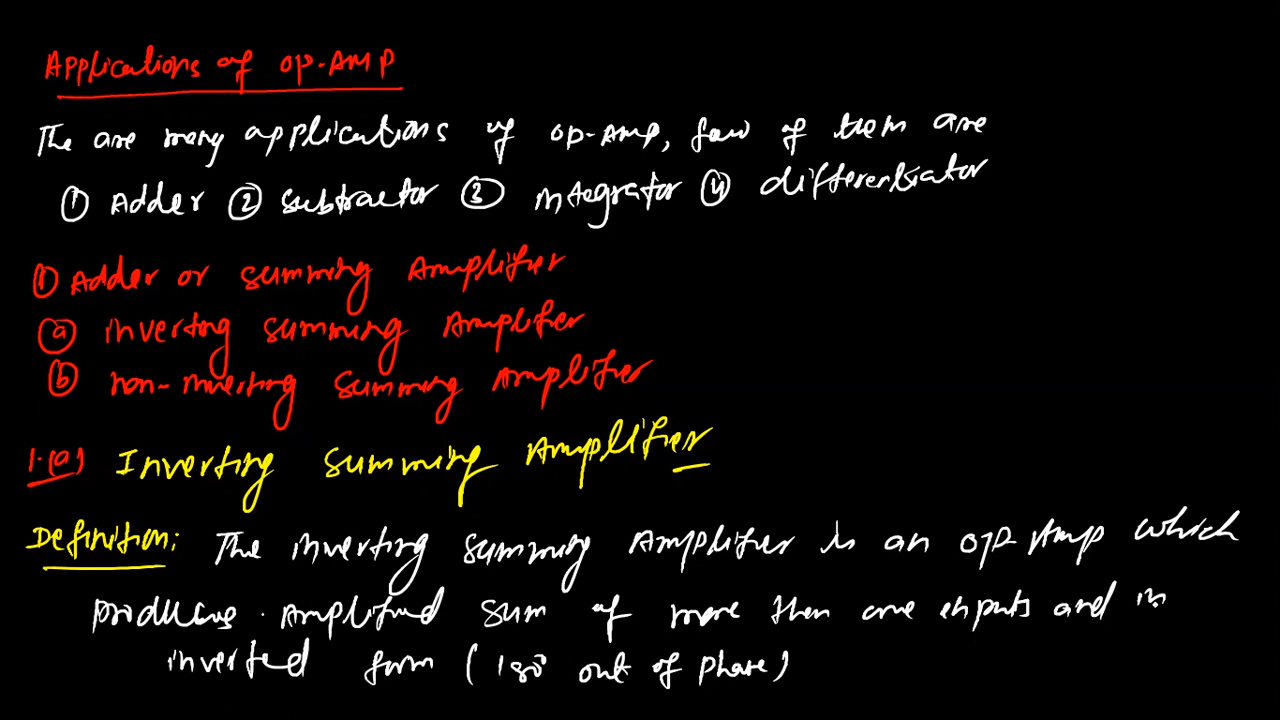 Applications of op-AMP
The are many applications of op-Amp, few of them are
① Adder ② subtractor ③ integrator ④ differentiator
① Adder or summing Amplifier
ⓐ inverting summing Amplifier
ⓑ non-inverting summing Amplifier
1.(a) Inverting summing Amplifier
Definition: The inverting summing Amplifier is an op-Amp which
produces Amplified sum of more then one inputs and in
inverted form (180° out of phase)